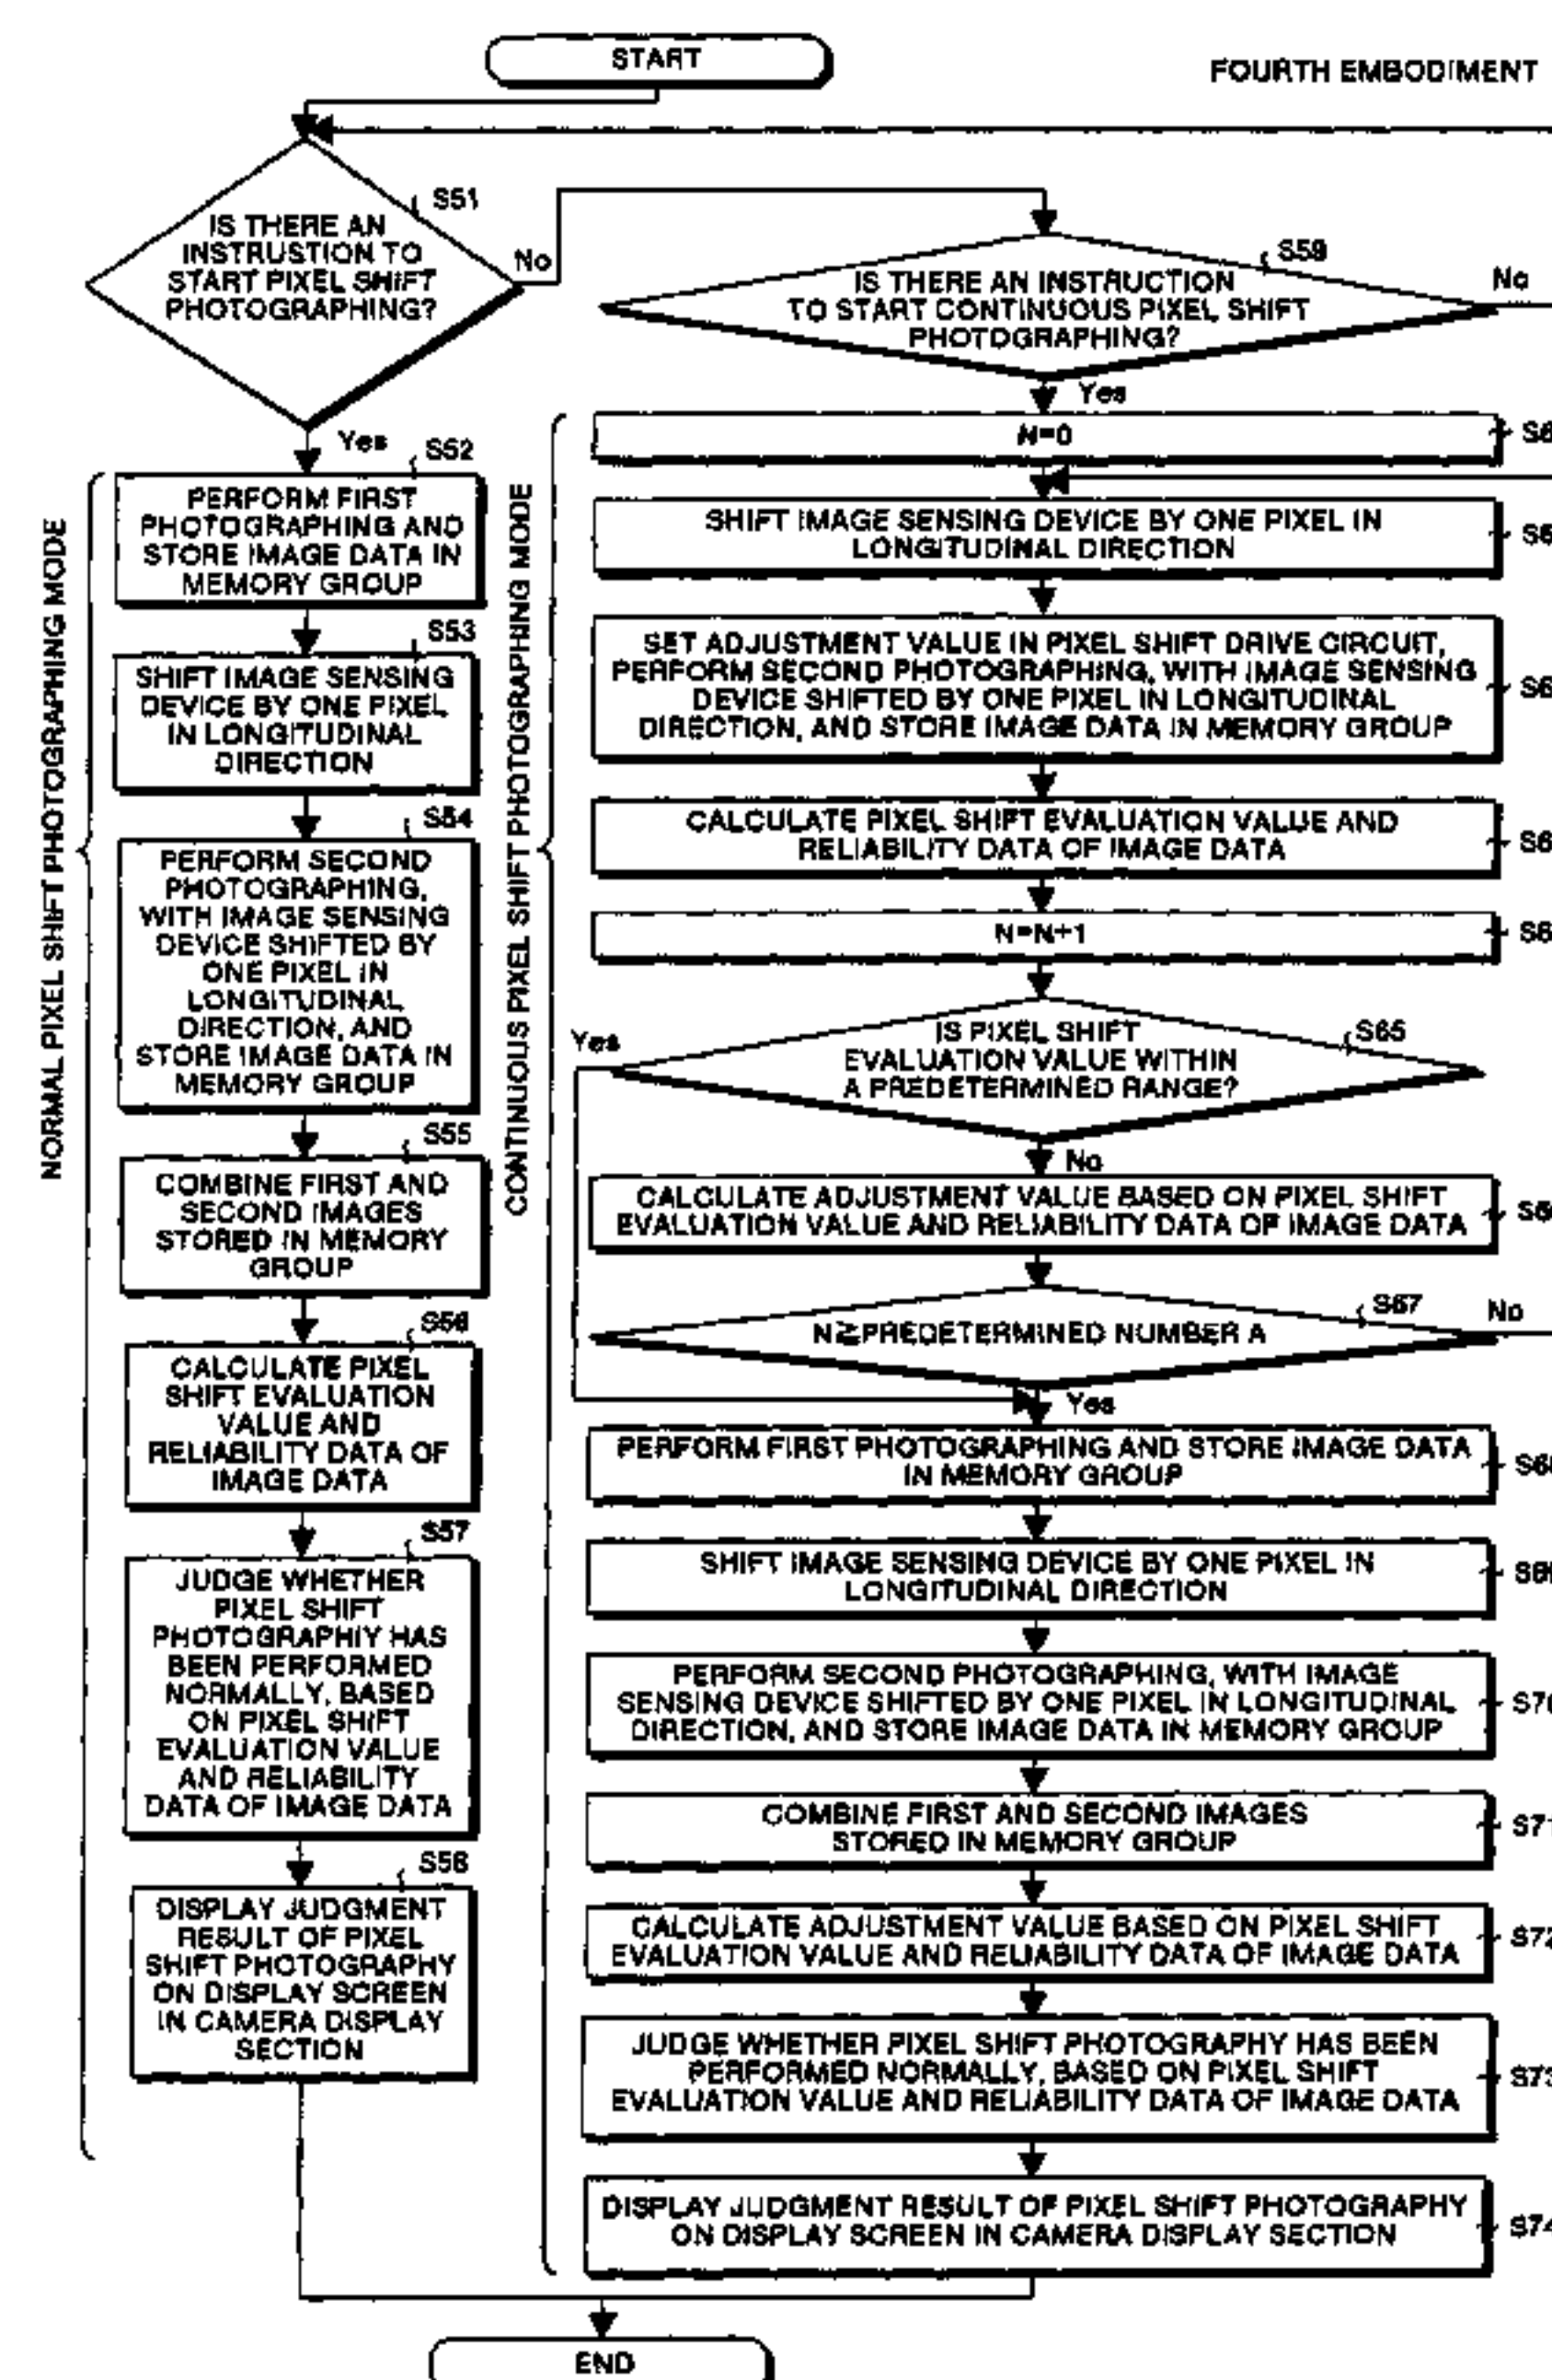 START
FOURTH EMBODIMENT
S51
IS THERE AN
INSTRUSTION TO
START PIXEL SHIFT
PHOTOGRAPHING?
No
Yes
NORMAL PIXEL SHIFT PHOTOGRAPHING MODE
S52
PERFORM FIRST
PHOTOGRAPHING AND
STORE IMAGE DATA IN
MEMORY GROUP
S53
SHIFT IMAGE SENSING
DEVICE BY ONE PIXEL
IN LONGITUDINAL
DIRECTION
S54
PERFORM SECOND
PHOTOGRAPHING,
WITH IMAGE SENSING
DEVICE SHIFTED BY
ONE PIXEL IN
LONGITUDINAL
DIRECTION, AND
STORE IMAGE DATA IN
MEMORY GROUP
S55
COMBINE FIRST AND
SECOND IMAGES
STORED IN MEMORY
GROUP
S56
CALCULATE PIXEL
SHIFT EVALUATION
VALUE AND
RELIABILITY DATA OF
IMAGE DATA
S57
JUDGE WHETHER
PIXEL SHIFT
PHOTOGRAPHIY HAS
BEEN PERFORMED
NORMALLY, BASED
ON PIXEL SHIFT
EVALUATION VALUE
AND RELIABILITY
DATA OF IMAGE DATA
S58
DISPLAY JUDGMENT
RESULT OF PIXEL
SHIFT PHOTOGRAPHY
ON DISPLAY SCREEN
IN CAMERA DISPLAY
SECTION
S59
IS THERE AN INSTRUCTION
TO START CONTINUOUS PIXEL SHIFT
PHOTOGRAPHING?
No
Yes
CONTINUOUS PIXEL SHIFT PHOTOGRAPHING MODE
N=0
SHIFT IMAGE SENSING DEVICE BY ONE PIXEL IN
LONGITUDINAL DIRECTION
SET ADJUSTMENT VALUE IN PIXEL SHIFT DRIVE CIRCUIT,
PERFORM SECOND PHOTOGRAPHING, WITH IMAGE SENSING
DEVICE SHIFTED BY ONE PIXEL IN LONGITUDINAL
DIRECTION, AND STORE IMAGE DATA IN MEMORY GROUP
CALCULATE PIXEL SHIFT EVALUATION VALUE AND
RELIABILITY DATA OF IMAGE DATA
N=N+1
S65
IS PIXEL SHIFT
EVALUATION VALUE WITHIN
A PREDETERMINED RANGE?
Yes
No
CALCULATE ADJUSTMENT VALUE BASED ON PIXEL SHIFT
EVALUATION VALUE AND RELIABILITY DATA OF IMAGE DATA
S67
N≧PREDETERMINED NUMBER A
No
Yes
PERFORM FIRST PHOTOGRAPHING AND STORE IMAGE DATA
IN MEMORY GROUP
SHIFT IMAGE SENSING DEVICE BY ONE PIXEL IN
LONGITUDINAL DIRECTION
PERFORM SECOND PHOTOGRAPHING, WITH IMAGE
SENSING DEVICE SHIFTED BY ONE PIXEL IN LONGITUDINAL
DIRECTION, AND STORE IMAGE DATA IN MEMORY GROUP
COMBINE FIRST AND SECOND IMAGES
STORED IN MEMORY GROUP
CALCULATE ADJUSTMENT VALUE BASED ON PIXEL SHIFT
EVALUATION VALUE AND RELIABILITY DATA OF IMAGE DATA
JUDGE WHETHER PIXEL SHIFT PHOTOGRAPHY HAS BEEN
PERFORMED NORMALLY, BASED ON PIXEL SHIFT
EVALUATION VALUE AND RELIABILITY DATA OF IMAGE DATA
DISPLAY JUDGMENT RESULT OF PIXEL SHIFT PHOTOGRAPHY
ON DISPLAY SCREEN IN CAMERA DISPLAY SECTION
END